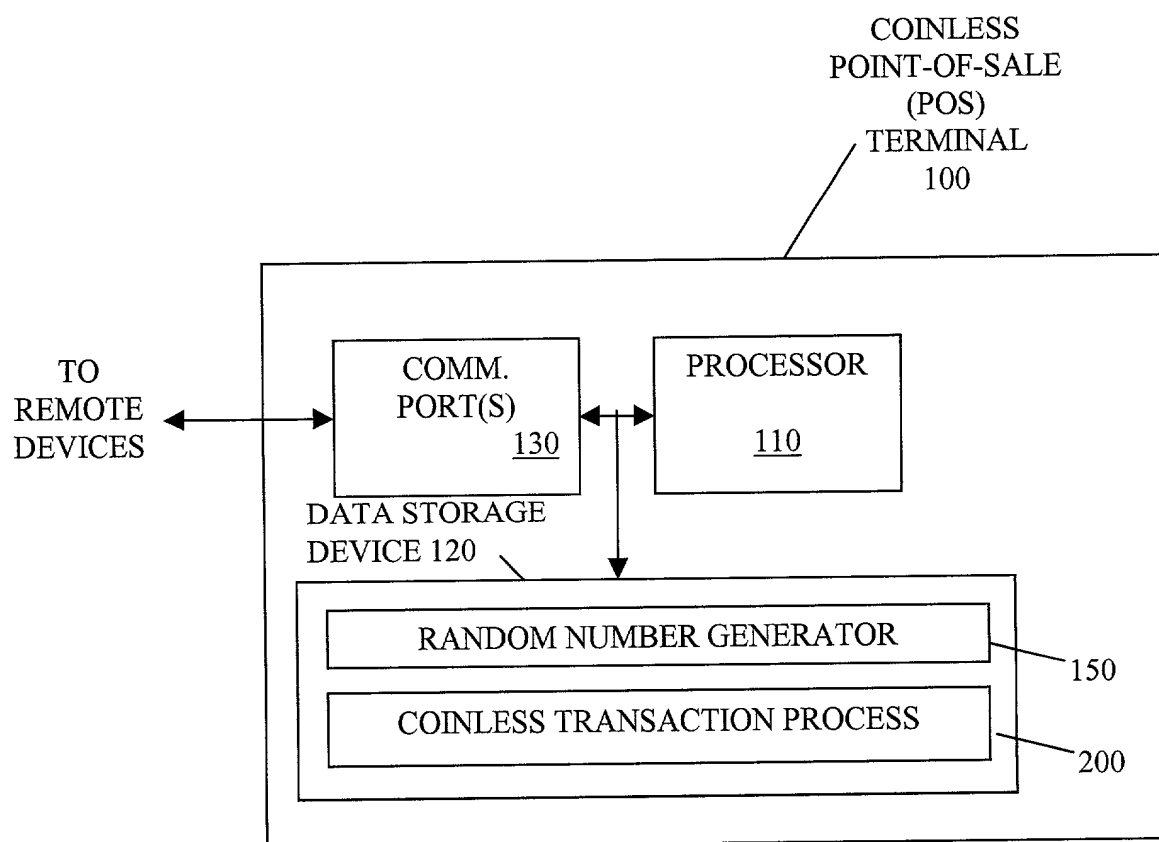 COINLESS
POINT-OF-SALE
(POS)
TERMINAL
100
TO
REMOTE
DEVICES
COMM.
PORT(S)
130
PROCESSOR
110
DATA STORAGE
DEVICE 120
RANDOM NUMBER GENERATOR
150
COINLESS TRANSACTION PROCESS
200